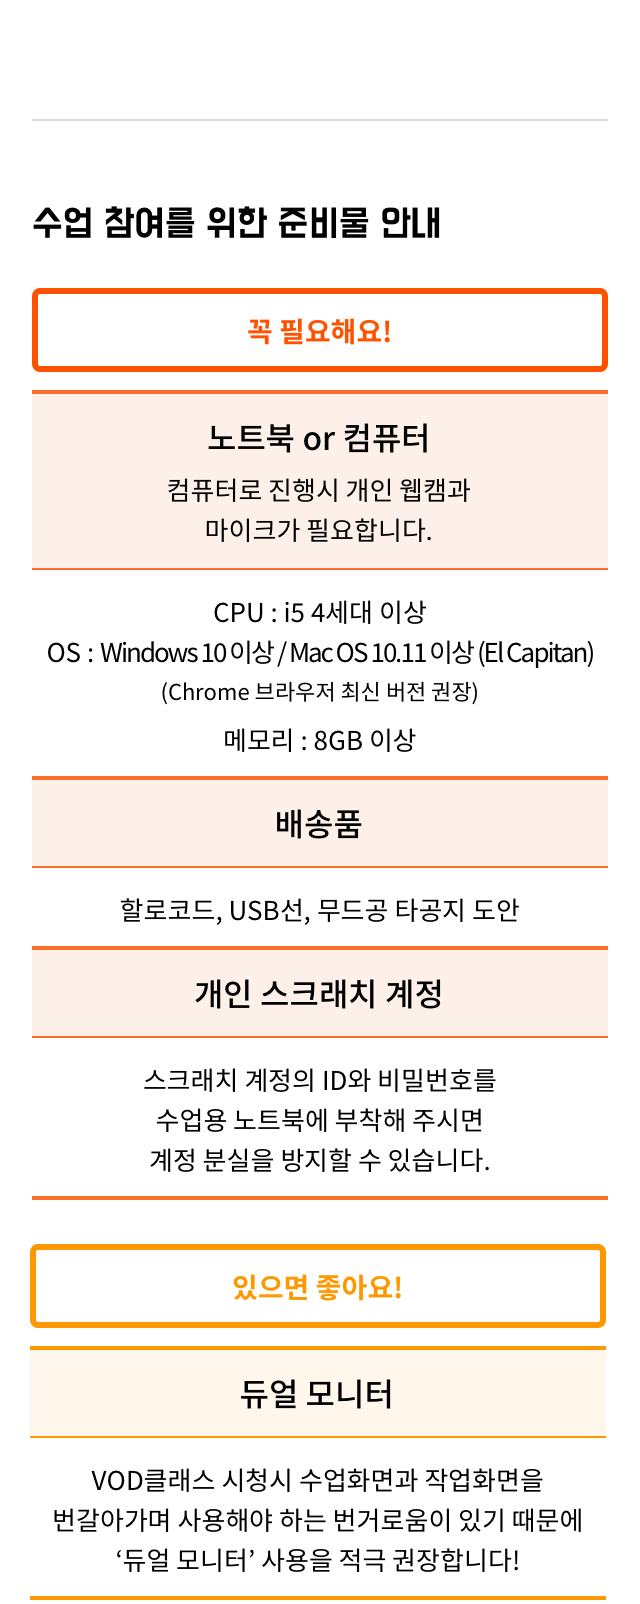 수업 참여를 위한 준비물 안내
꼭 필요해요!
노트북 or 컴퓨터
컴퓨터로 진행시 개인 웹캠과
마이크가 필요합니다.
CPU : i5 4세대 이상
OS : Windows 10 이상 / Mac OS 10.11 이상 (El Capitan)
(Chrome 브라우저 최신 버전 권장)
메모리 : 8GB 이상
배송품
할로코드, USB선, 무드공 타공지 도안
개인 스크래치 계정
스크래치 계정의 ID와 비밀번호를
수업용 노트북에 부착해 주시면
계정 분실을 방지할 수 있습니다.
있으면 좋아요!
듀얼 모니터
VOD클래스 시청시 수업화면과 작업화면을
번갈아가며 사용해야 하는 번거로움이 있기 때문에
‘듀얼 모니터’ 사용을 적극 권장합니다!